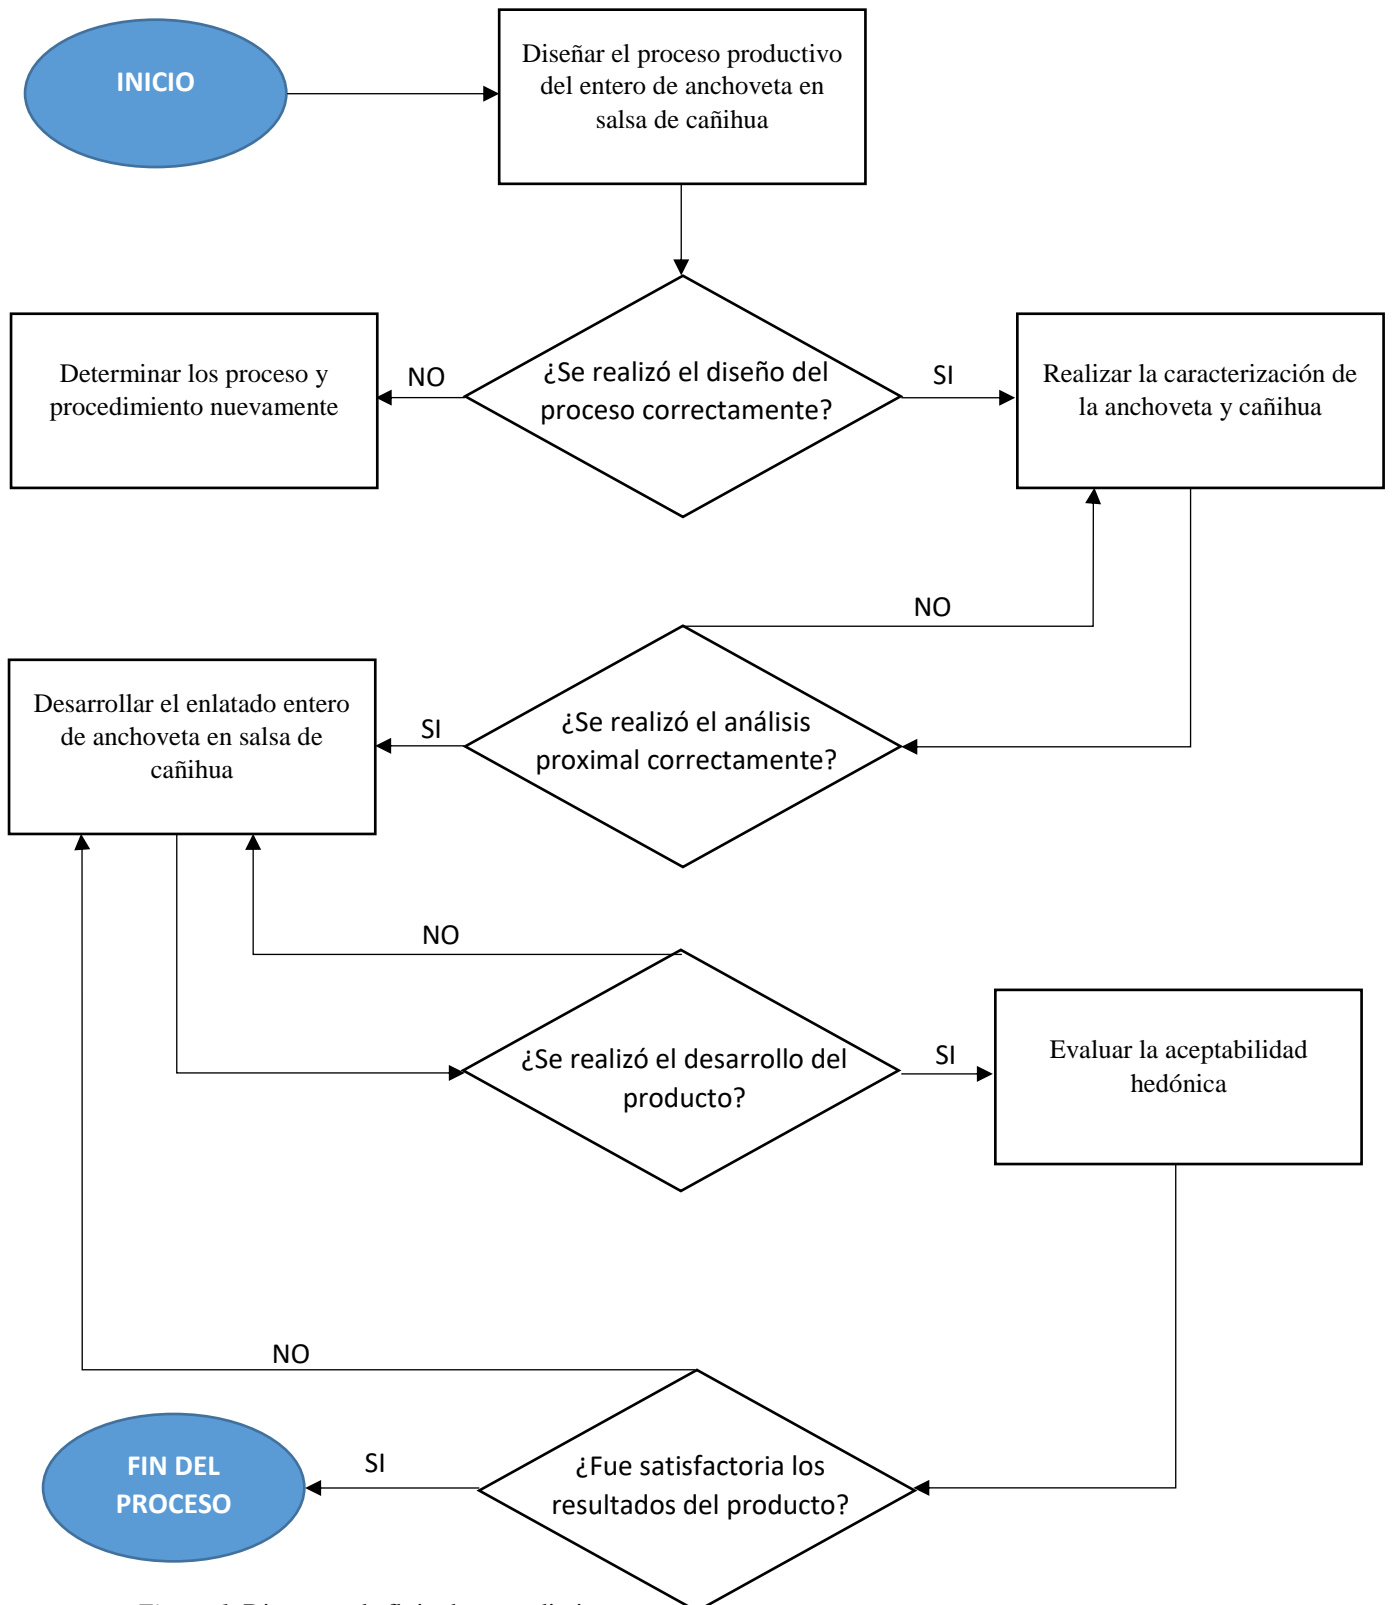 INICIO
Diseñar el proceso productivo
del entero de anchoveta en
salsa de cañihua
¿Se realizó el diseño del
proceso correctamente?
NO
SI
Determinar los proceso y
procedimiento nuevamente
Realizar la caracterización de
la anchoveta y cañihua
NO
¿Se realizó el análisis
proximal correctamente?
SI
Desarrollar el enlatado entero
de anchoveta en salsa de
cañihua
NO
¿Se realizó el desarrollo del
producto?
SI
Evaluar la aceptabilidad
hedónica
NO
¿Fue satisfactoria los
resultados del producto?
SI
FIN DEL
PROCESO